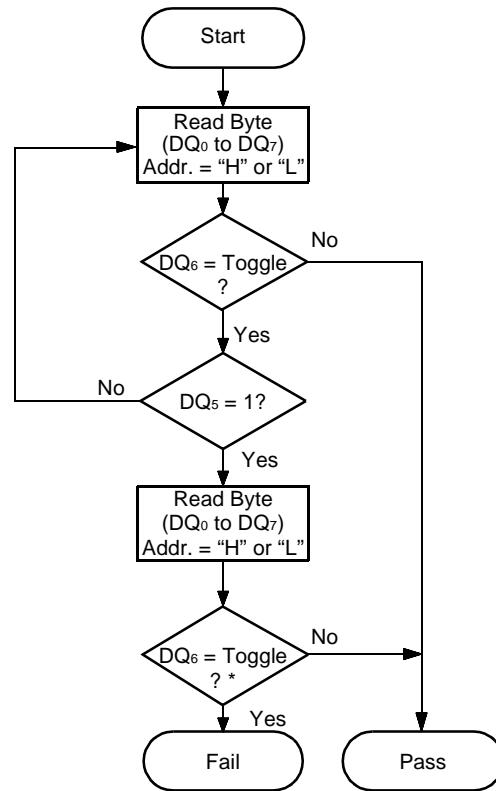 Start
Read Byte
(DQ0 to DQ7)
Addr. = “H” or “L”
No
DQ6 = Toggle
?
Yes
No
DQ5 = 1?
Yes
Read Byte
(DQ0 to DQ7)
Addr. = “H” or “L”
No
DQ6 = Toggle
? *
Yes
Fail
Pass